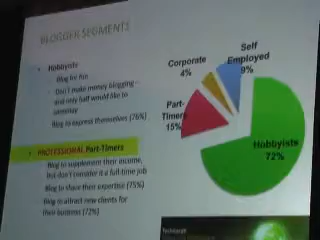 BLOGGER SEGMENTS
• Hobbyists
- Blog for fun
- Don't make money blogging –
and only half would like to
someday
- Blog to express themselves (76%)
• PROFESSIONAL Part-Timers
- Blog to supplement their income,
but don't consider it a full-time job
- Blog to share their expertise (75%)
- Blog to attract new clients for
their business (72%)
Corporate
4%
Self
Employed
9%
Part-
Timers
15%
Hobbyists
72%
Technorati